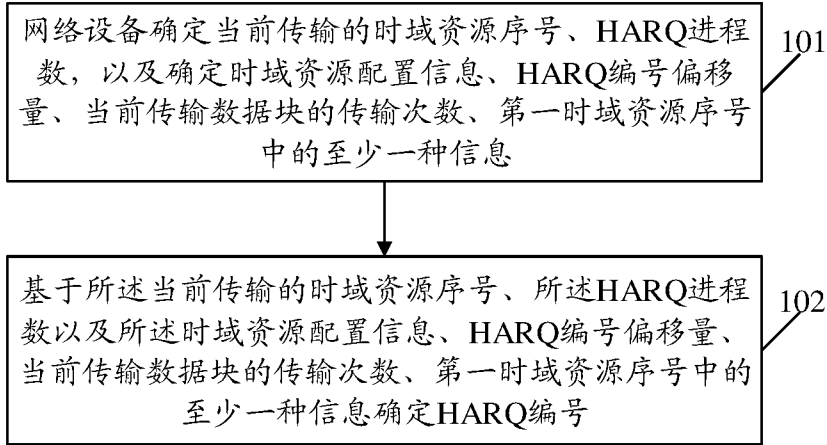 网络设备确定当前传输的时域资源序号、HARQ进程
数，以及确定时域资源配置信息、HARQ编号偏移
量、当前传输数据块的传输次数、第一时域资源序号
中的至少一种信息
101
基于所述当前传输的时域资源序号、所述HARQ进程
数以及所述时域资源配置信息、HARQ编号偏移量、
当前传输数据块的传输次数、第一时域资源序号中的
至少一种信息确定HARQ编号
102